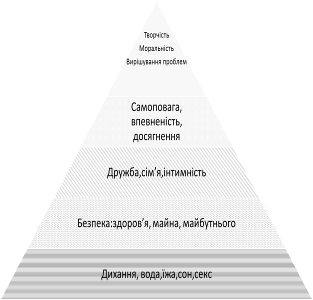 Творчість
Моральність
Вирішування проблем
Самоповага,
впевненість,
досягнення
Дружба,сім'я,інтимність
Безпека:здоров'я, майна, майбутнього
Дихання, вода,їжа,сон,секс